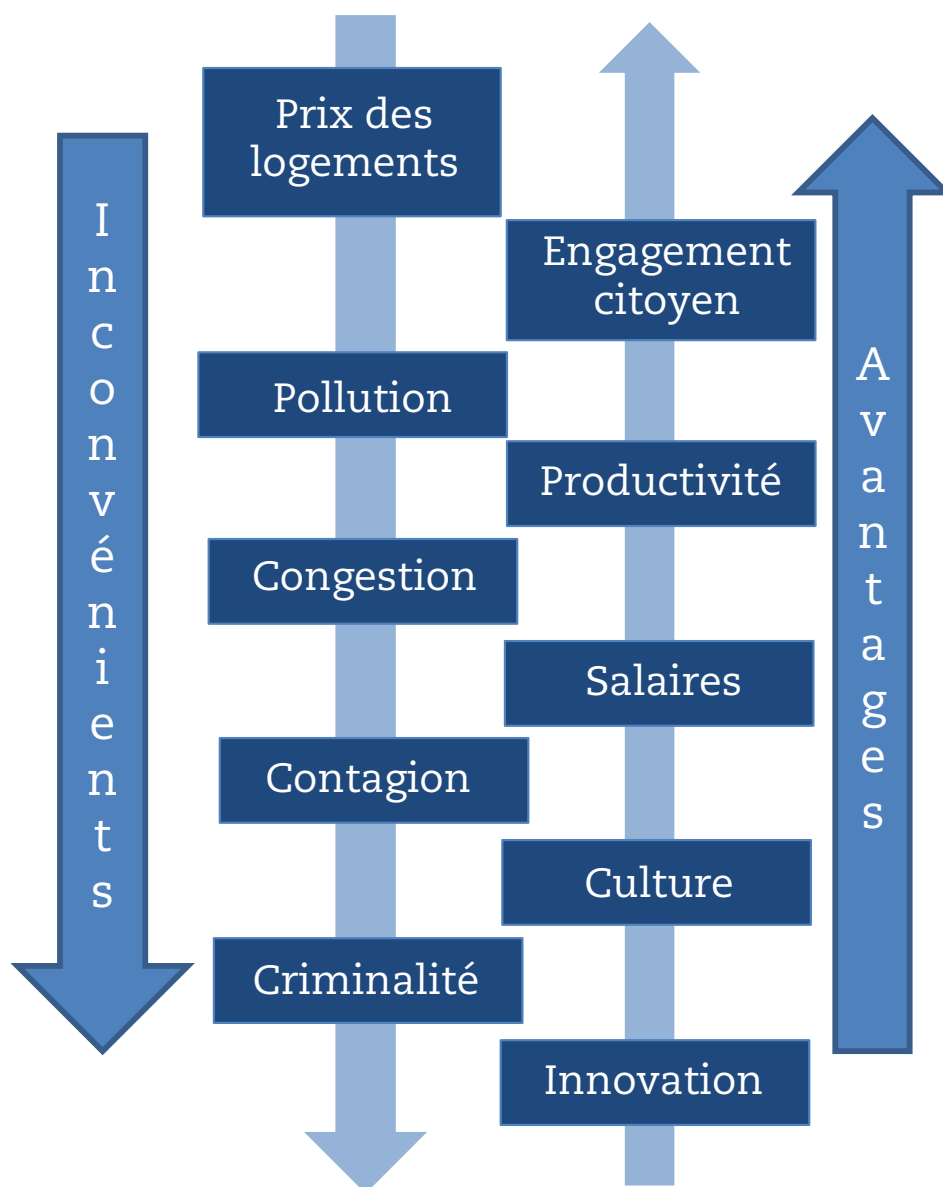 Inconvénients
Prix des
logements
Pollution
Congestion
Contagion
Criminalité
Engagement
citoyen
Productivité
Salaires
Culture
Innovation
Avantages